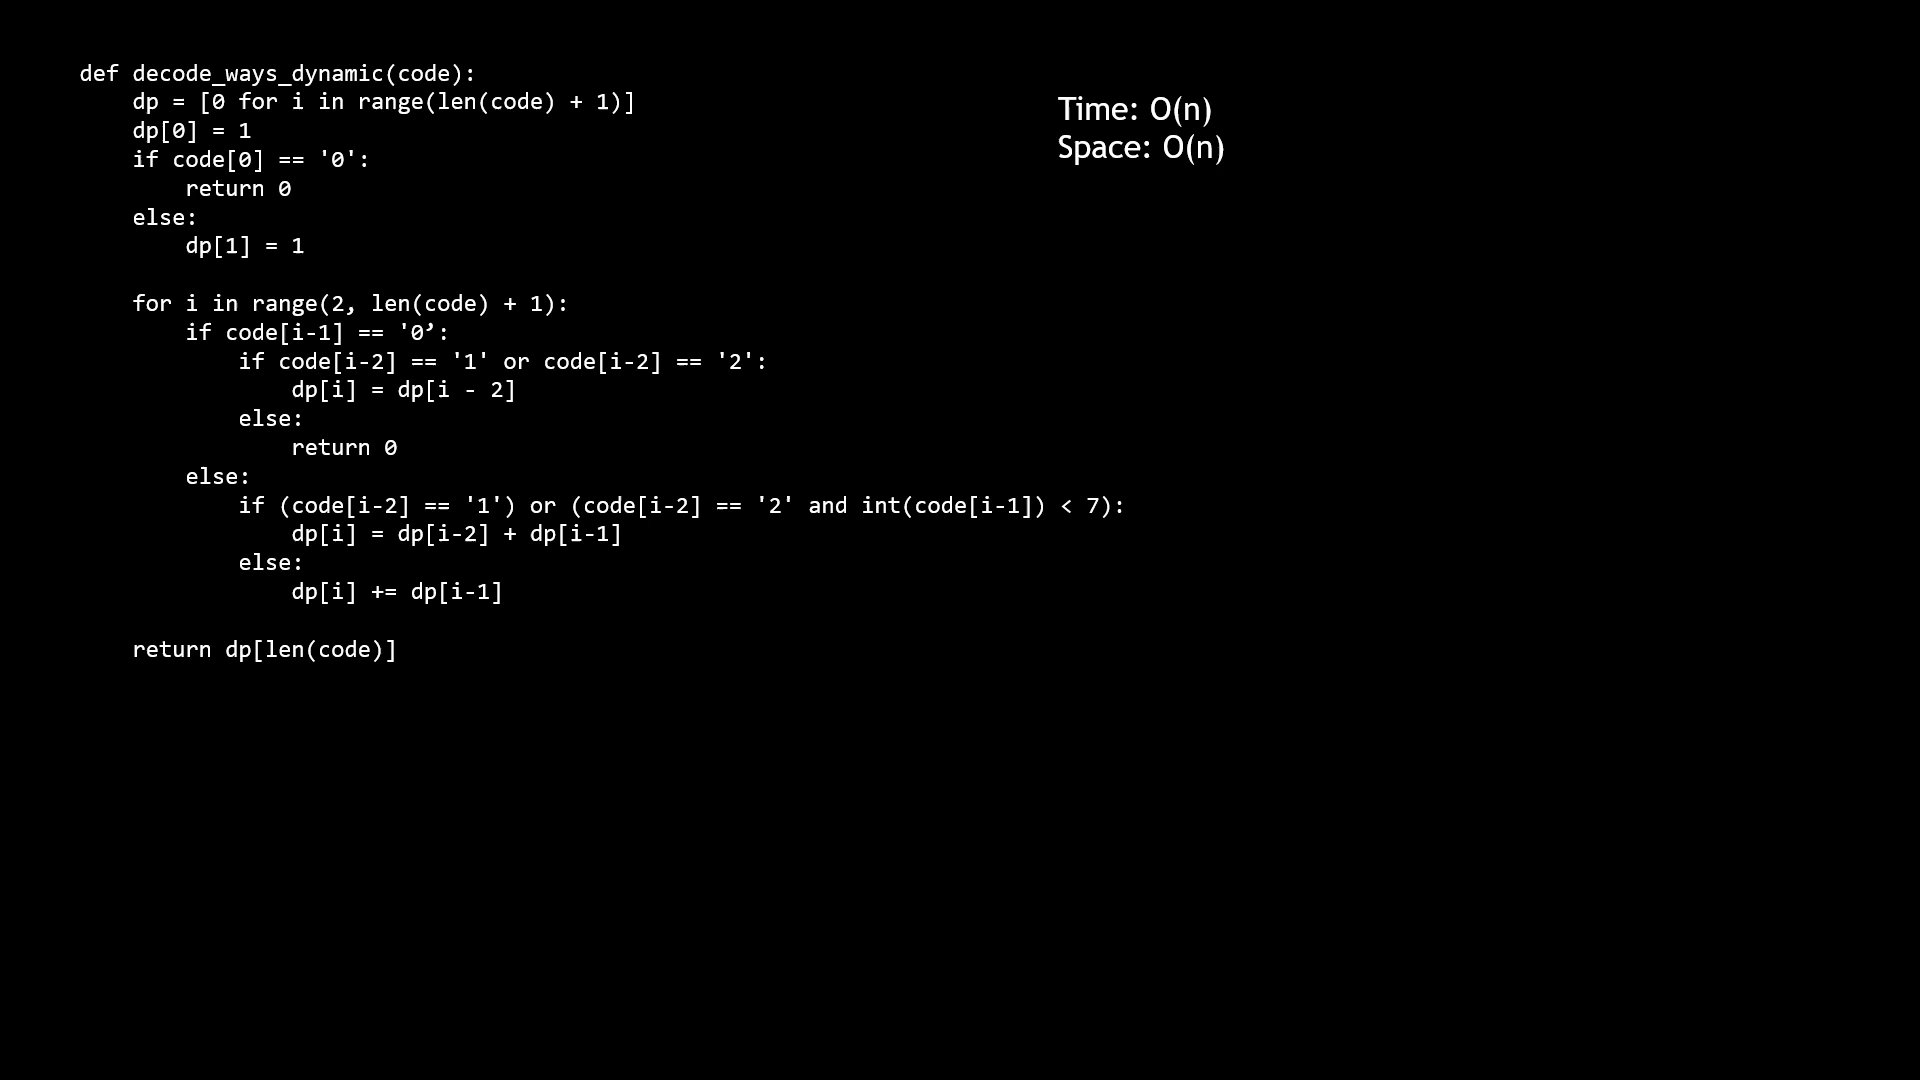 def decode_ways_dynamic(code):
    dp = [0 for i in range(len(code) + 1)]
    dp[0] = 1
    if code[0] == '0':
        return 0
    else:
        dp[1] = 1

    for i in range(2, len(code) + 1):
        if code[i-1] == '0’:
            if code[i-2] == '1' or code[i-2] == '2':
                dp[i] = dp[i - 2]
            else:
                return 0
        else:
            if (code[i-2] == '1') or (code[i-2] == '2' and int(code[i-1]) < 7):
                dp[i] = dp[i-2] + dp[i-1]
            else:
                dp[i] += dp[i-1]

    return dp[len(code)]
Time: O(n)
Space: O(n)